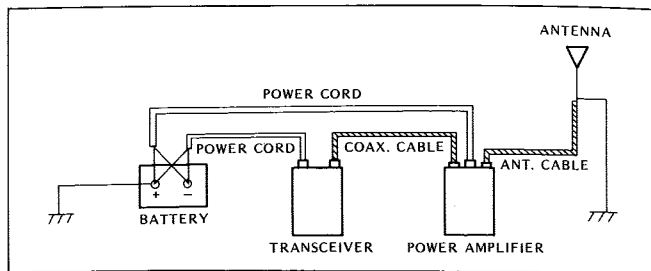 ANTENNA
POWER CORD
POWER CORD
COAX. CABLE
ANT. CABLE
+ −
BATTERY
TRANSCEIVER
POWER AMPLIFIER